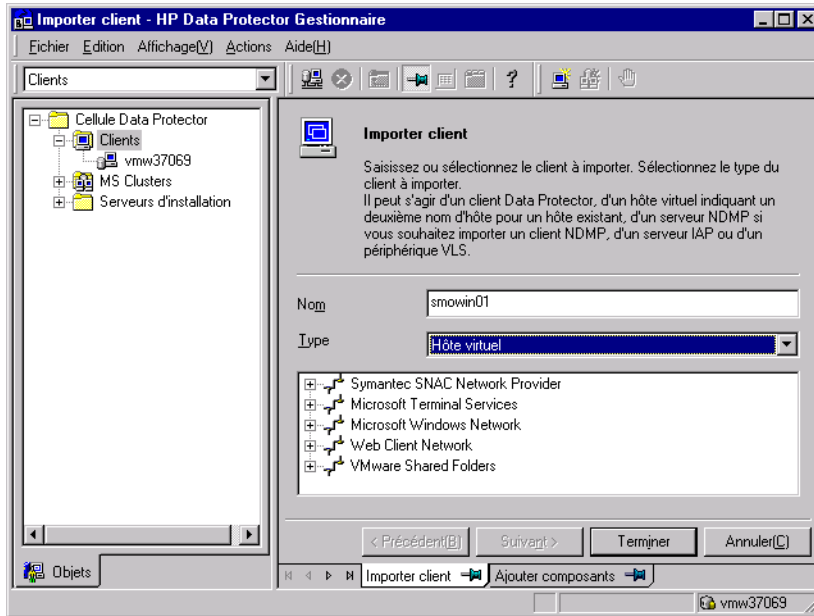 Importer client - HP Data Protector Gestionnaire
Fichier Edition Affichage(V) Actions Aide(H)
Clients
Cellule Data Protector
Clients
vmw37069
MS Clusters
Serveurs d'installation
Objets
Importer client
Saisissez ou sélectionnez le client à importer. Sélectionnez le type du
client à importer.
Il peut s'agir d'un client Data Protector, d'un hôte virtuel indiquant un
deuxième nom d'hôte pour un hôte existant, d'un serveur NDMP si
vous souhaitez importer un client NDMP, d'un serveur IAP ou d'un
périphérique VLS.
Nom smowin01
Type Hôte virtuel
Symantec SNAC Network Provider
Microsoft Terminal Services
Microsoft Windows Network
Web Client Network
VMware Shared Folders
< Précédent(B) Suivant > Terminer Annuler(C)
Importer client Ajouter composants
vmw37069